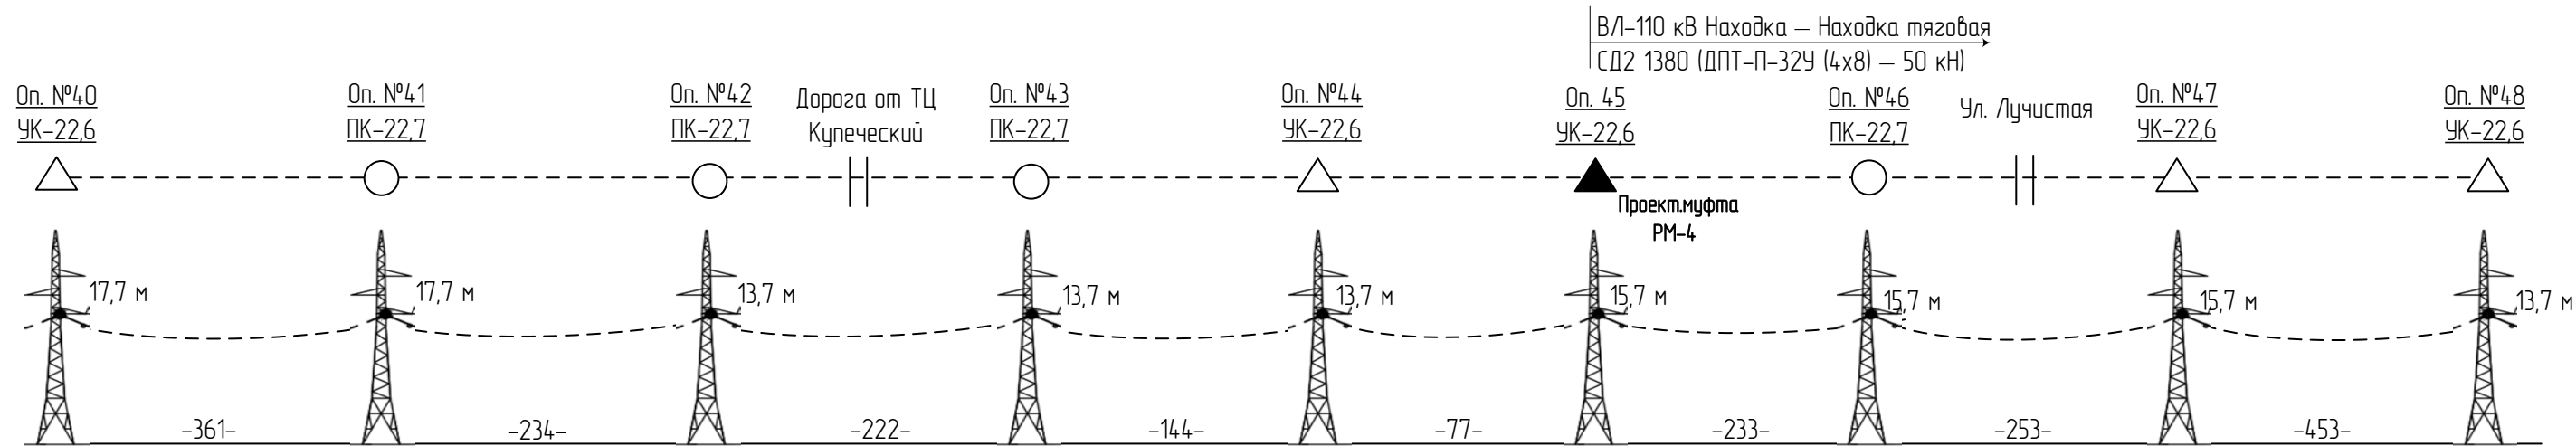 ВЛ-110 кВ Находка – Находка тяговая
СД2 1380 (ДПТ-П-32У (4х8) – 50 кН)
Оп. №40
УК-22,6
Оп. №41
ПК-22,7
Оп. №42
ПК-22,7
Дорога от ТЦ
Купеческий
Оп. №43
ПК-22,7
Оп. №44
УК-22,6
Оп. 45
УК-22,6
Оп. №46
ПК-22,7
Ул. Лучистая
Оп. №47
УК-22,6
Оп. №48
УК-22,6
Проект.муфта
РМ-4
17,7 м
17,7 м
13,7 м
13,7 м
13,7 м
15,7 м
15,7 м
15,7 м
13,7 м
-361-
-234-
-222-
-144-
-77-
-233-
-253-
-453-